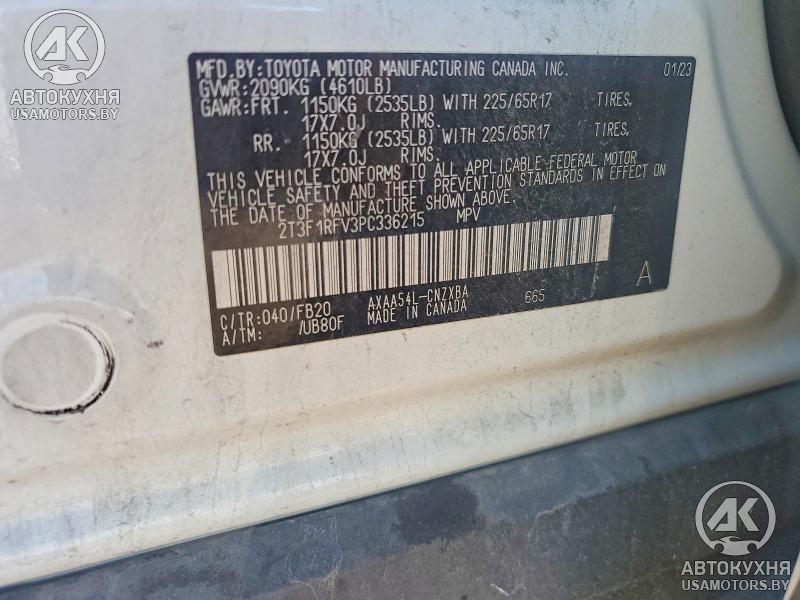 AK
АВТОКУХНЯ
USAMOTORS.BY
MFD.BY:TOYOTA MOTOR MANUFACTURING CANADA INC. 01/23
GVWR:2090KG (4610LB)
GAWR:FRT. 1150KG (2535LB) WITH 225/65R17 TIRES,
17X7.0J RIMS.
RR. 1150KG (2535LB) WITH 225/65R17 TIRES,
17X7.0J RIMS.
THIS VEHICLE CONFORMS TO ALL APPLICABLE FEDERAL MOTOR
VEHICLE SAFETY AND THEFT PREVENTION STANDARDS IN EFFECT ON
THE DATE OF MANUFACTURE SHOWN ABOVE.
2T3F1RFV3PC336215 MPV
C/TR:040/FB20 AXAA54L-CNZXBA 665 A
A/TM: /UB80F MADE IN CANADA
AK
АВТОКУХНЯ
USAMOTORS.BY